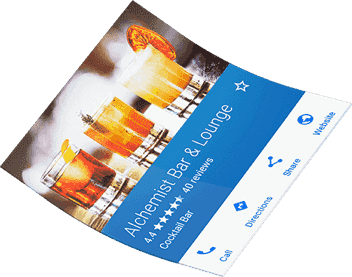 Alchemist Bar & Lounge
4.4 ★★★★★ 40 reviews
Cocktail Bar
Call
Directions
Share
Website